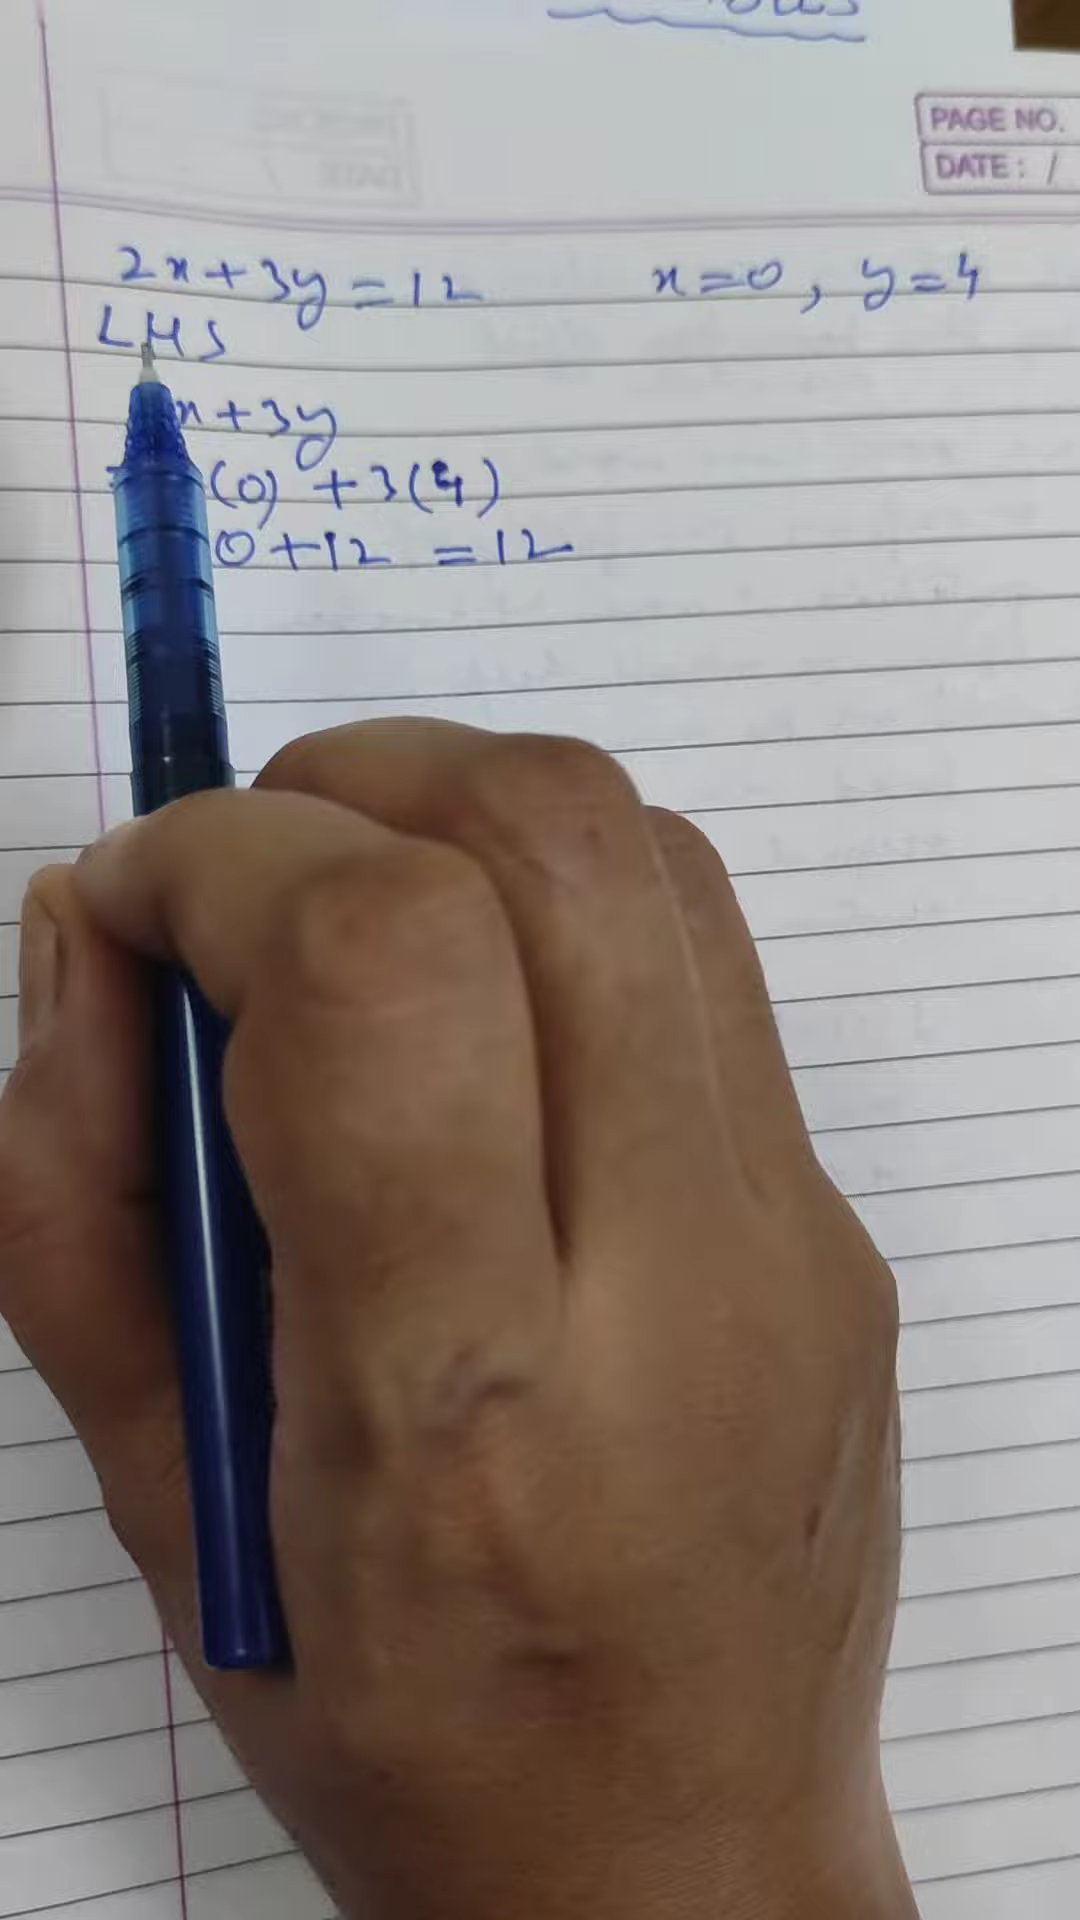 PAGE NO.
DATE: /
2x+3y=12 x=0, y=4
LHS
x+3y
(0) +3(4)
0+12 =12